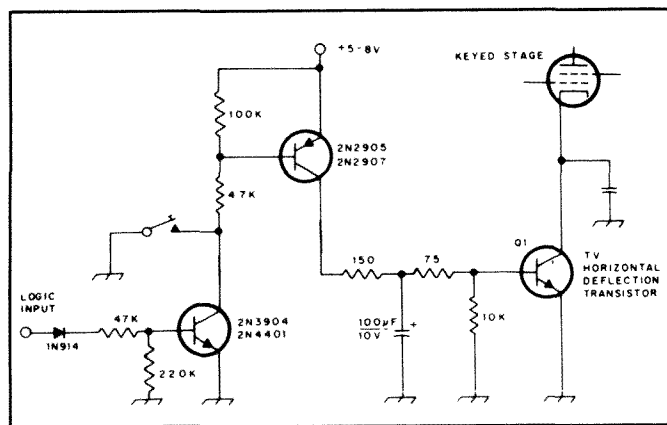 +5-8V
KEYED STAGE
100K
2N2905
2N2907
47K
150
75
Q1
TV
HORIZONTAL
DEFLECTION
TRANSISTOR
LOGIC
INPUT
1N914
47K
2N3904
2N4401
100µF
10V
+
10K
220K